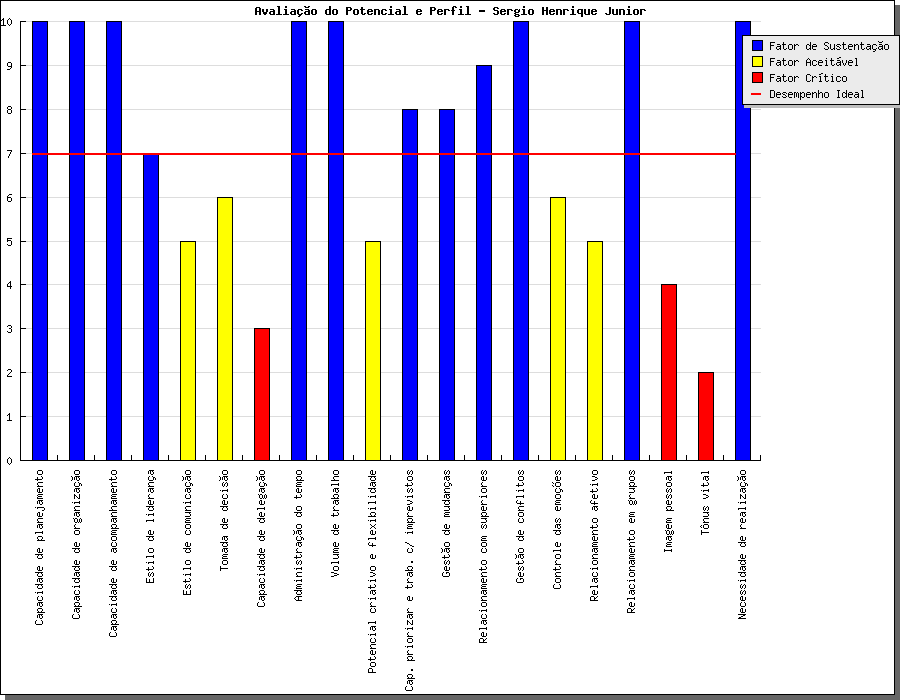 Avaliação do Potencial e Perfil - Sergio Henrique Junior
Fator de Sustentação
Fator Aceitável
Fator Crítico
Desempenho Ideal
10
9
8
7
6
5
4
3
2
1
0
Capacidade de planejamento
Capacidade de organização
Capacidade de acompanhamento
Estilo de liderança
Estilo de comunicação
Tomada de decisão
Capacidade de delegação
Administração do tempo
Volume de trabalho
Potencial criativo e flexibilidade
Cap. priorizar e trab. c/ imprevistos
Gestão de mudanças
Relacionamento com superiores
Gestão de conflitos
Controle das emoções
Relacionamento afetivo
Relacionamento em grupos
Imagem pessoal
Tônus vital
Necessidade de realização